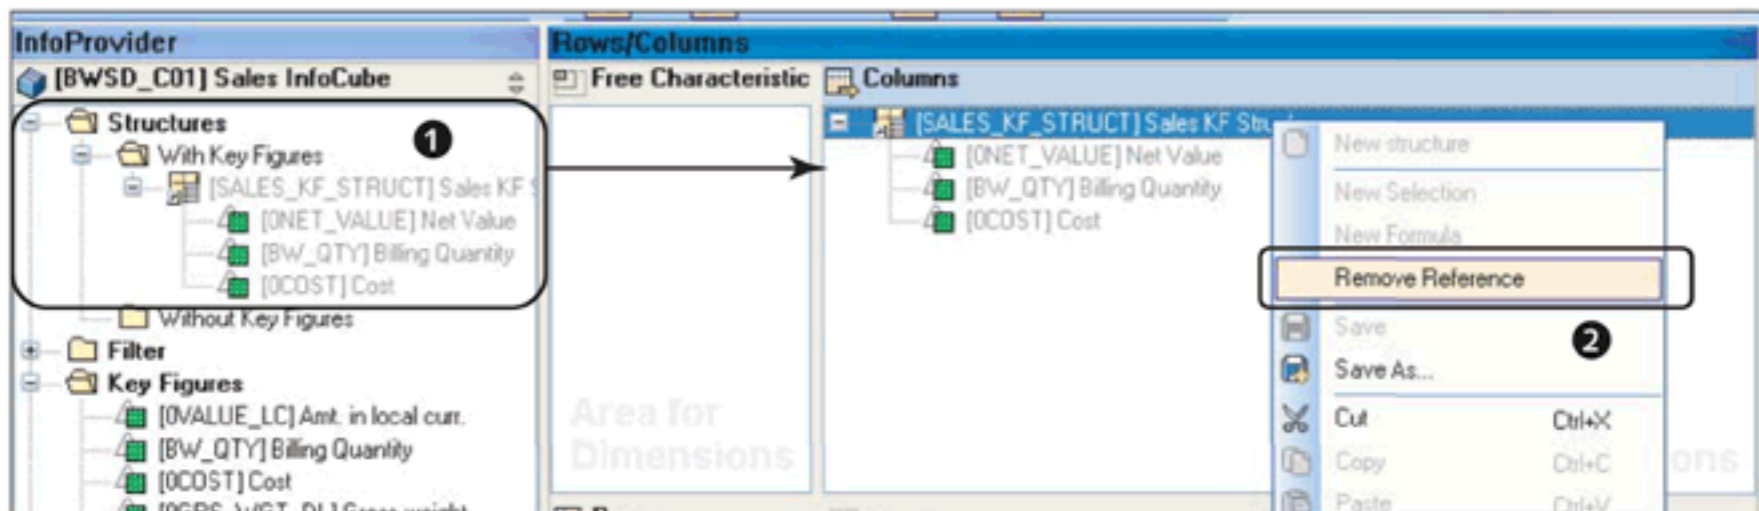 InfoProvider
[BWSD_C01] Sales InfoCube
Structures
1
With Key Figures
[SALES_KF_STRUCT] Sales KF S
[0NET_VALUE] Net Value
[BW_QTY] Billing Quantity
[0COST] Cost
Without Key Figures
Filter
Key Figures
[0VALUE_LC] Amt. in local curr.
[BW_QTY] Billing Quantity
[0COST] Cost
Rows/Columns
Free Characteristic
Area for
Dimensions
Columns
[SALES_KF_STRUCT] Sales KF
[0NET_VALUE] Net Value
[BW_QTY] Billing Quantity
[0COST] Cost
New structure
New Selection
New Formula
Remove Reference
2
Save
Save As...
Cut Ctrl+X
Copy Ctrl+C
Paste Ctrl+V